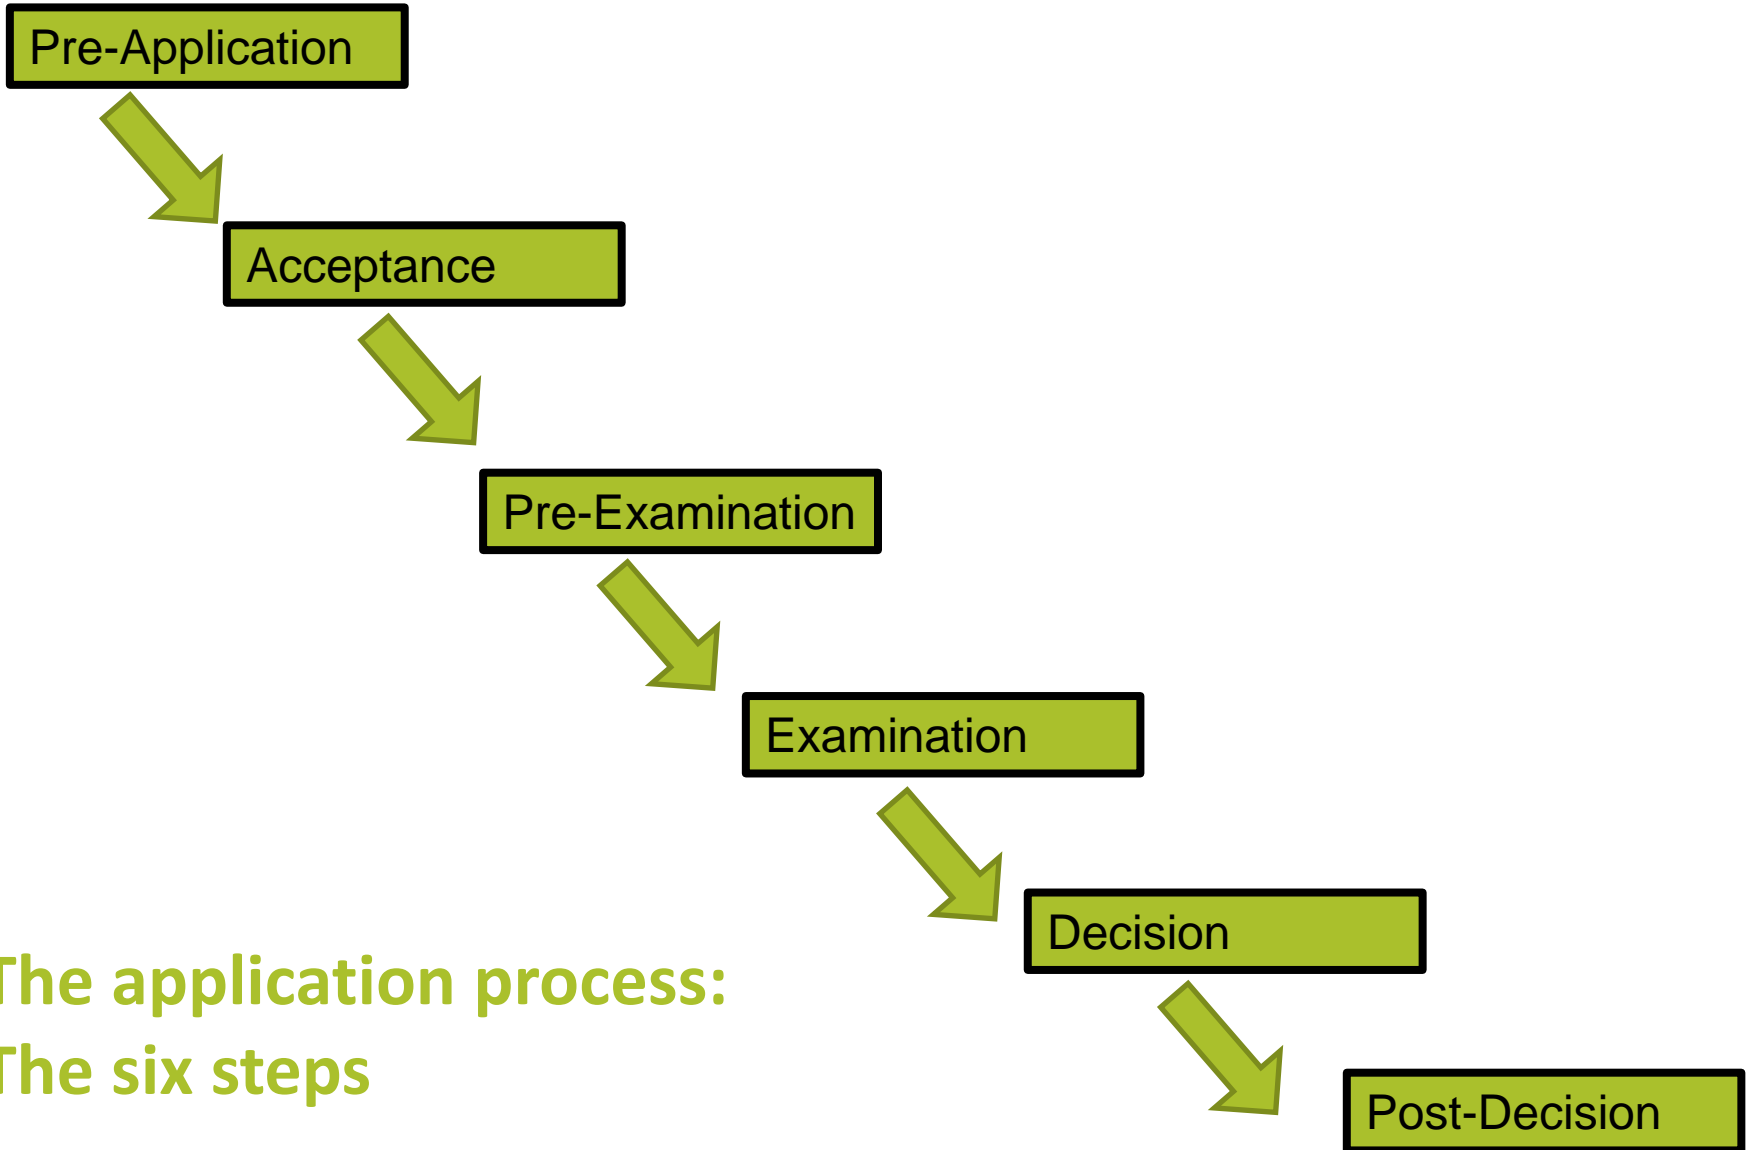 Pre-Application
Acceptance
Pre-Examination
Examination
Decision
Post-Decision
The application process:
The six steps